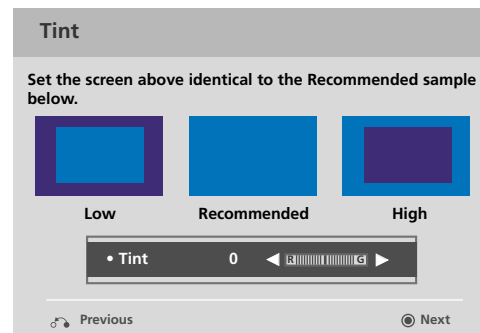 Tint
Set the screen above identical to the Recommended sample
below.
Low Recommended High
• Tint 0 R G
Previous Next